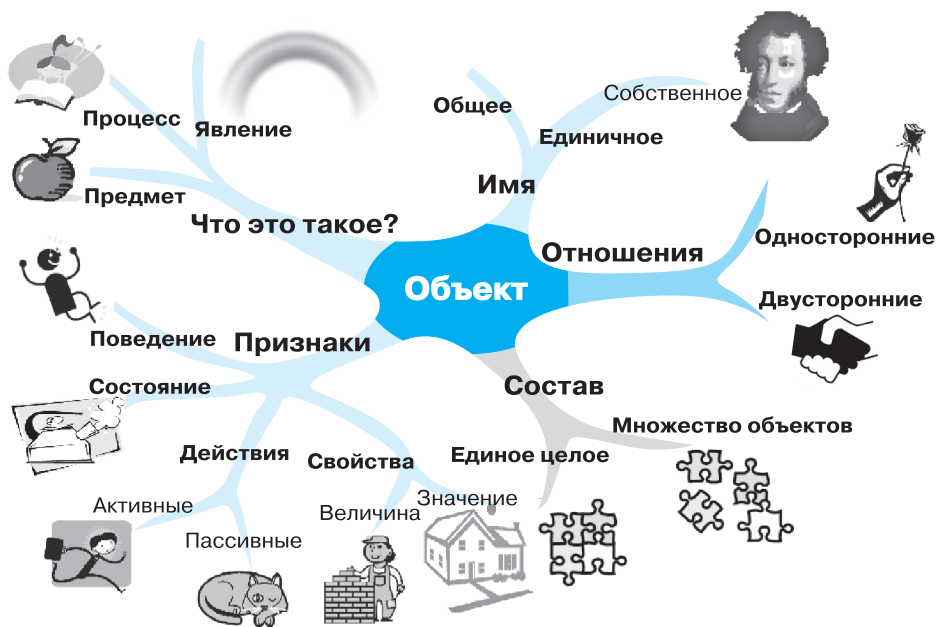 Собственное
Общее
Процесс
Явление
Единичное
Имя
Предмет
Что это такое?
Односторонние
Отношения
Объект
Двусторонние
Поведение
Признаки
Состояние
Состав
Множество объектов
Действия
Свойства
Единое целое
Активные
Величина
Значение
Пассивные